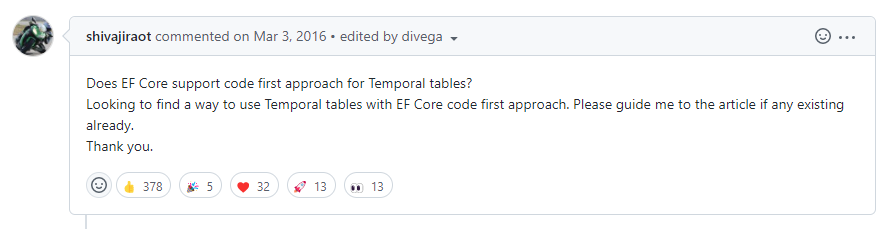 shivajiraot commented on Mar 3, 2016 • edited by divega
Does EF Core support code first approach for Temporal tables?
Looking to find a way to use Temporal tables with EF Core code first approach. Please guide me to the article if any existing
already.
Thank you.
378 5 32 13 13